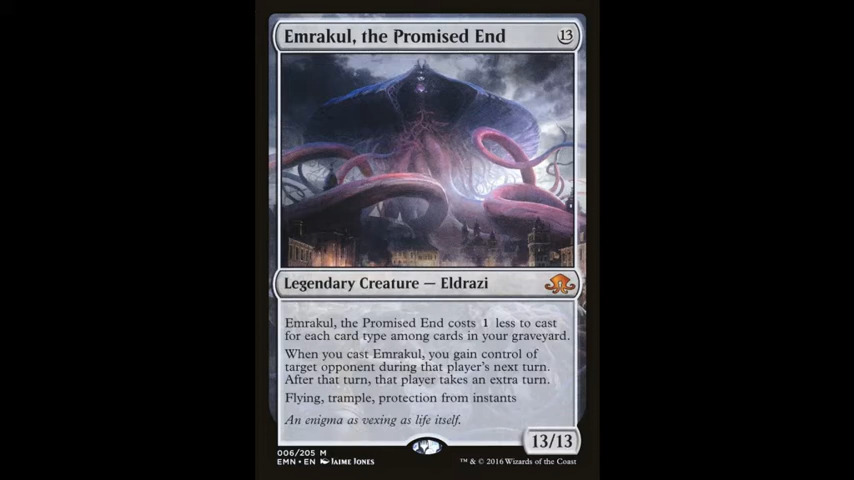 Emrakul, the Promised End 13
Legendary Creature — Eldrazi
Emrakul, the Promised End costs 1 less to cast
for each card type among cards in your graveyard.
When you cast Emrakul, you gain control of
target opponent during that player's next turn.
After that turn, that player takes an extra turn.
Flying, trample, protection from instants
An enigma as vexing as life itself.
13/13
006/205 M
EMN • EN Jaime Jones
™ & © 2016 Wizards of the Coast